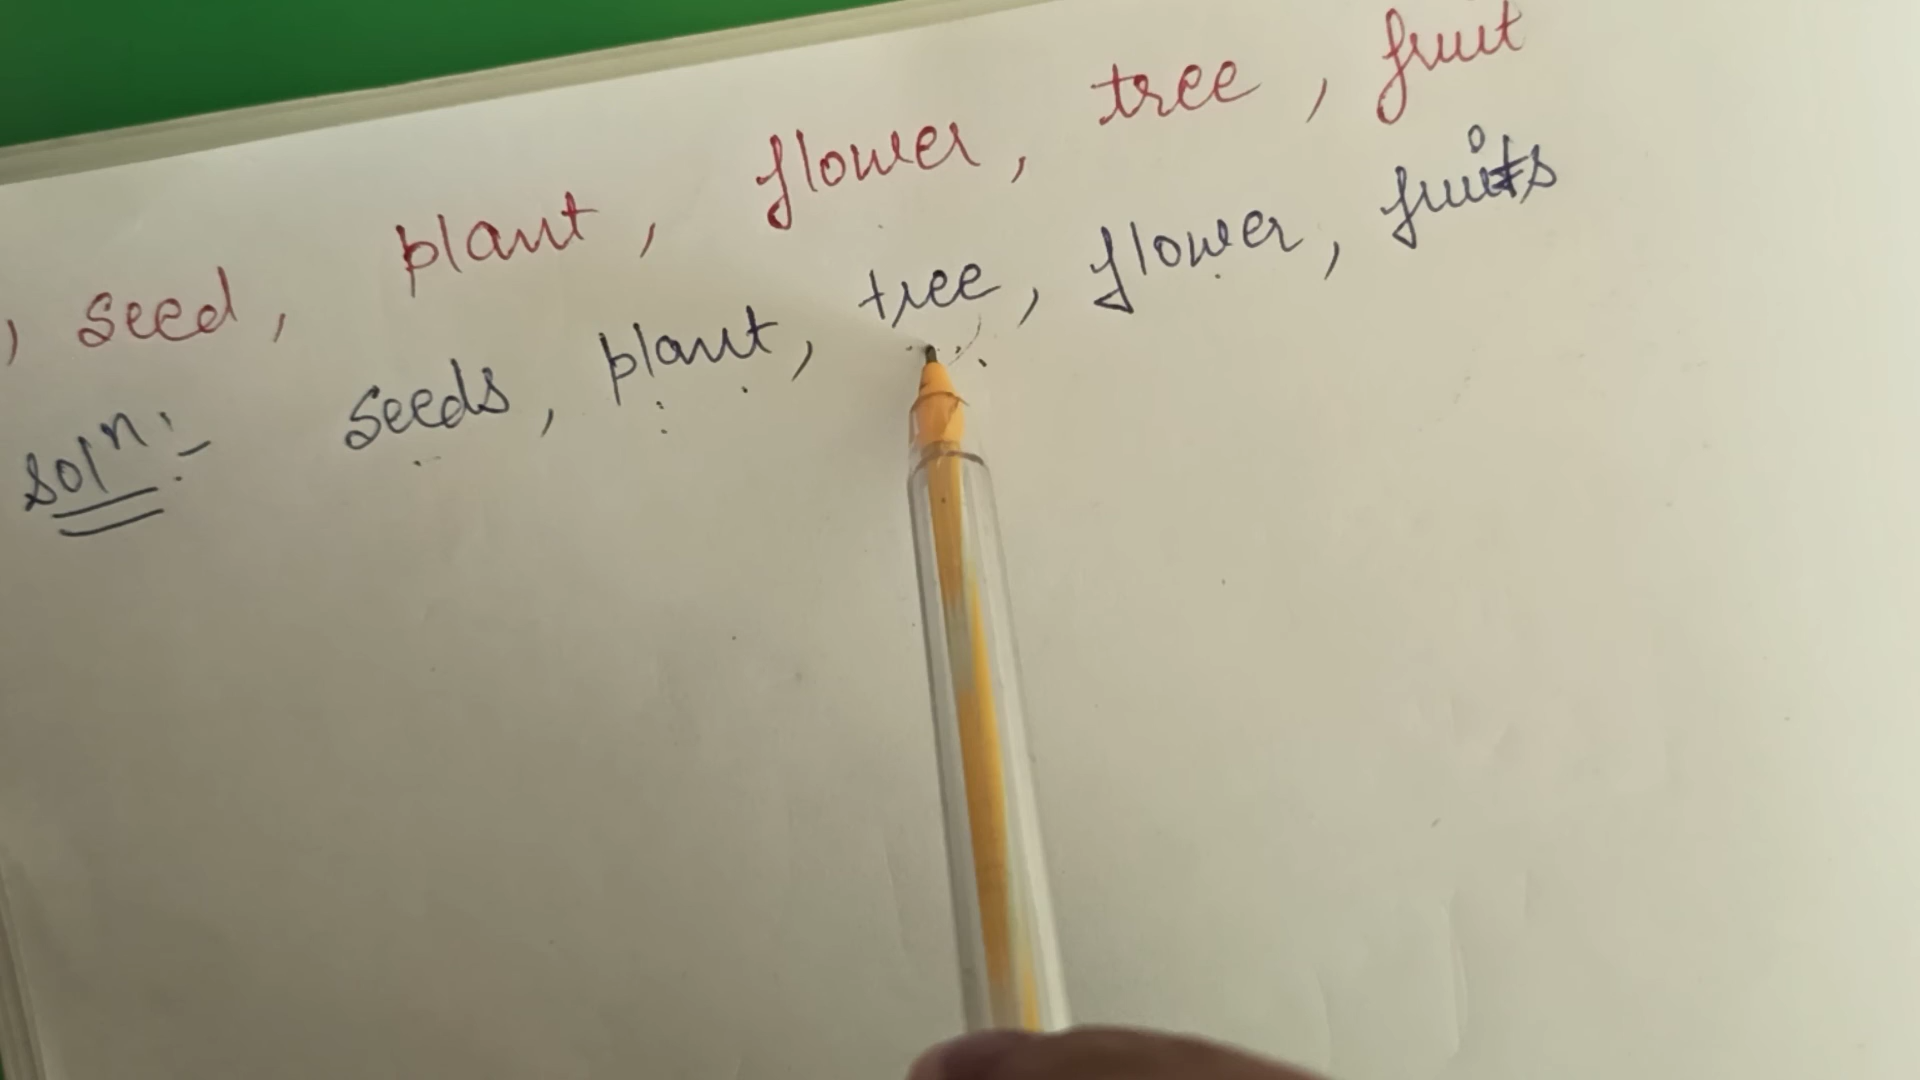 , seed, plant, flower, tree, fruit
solⁿ:- seeds, plant, tree, flower, fruits